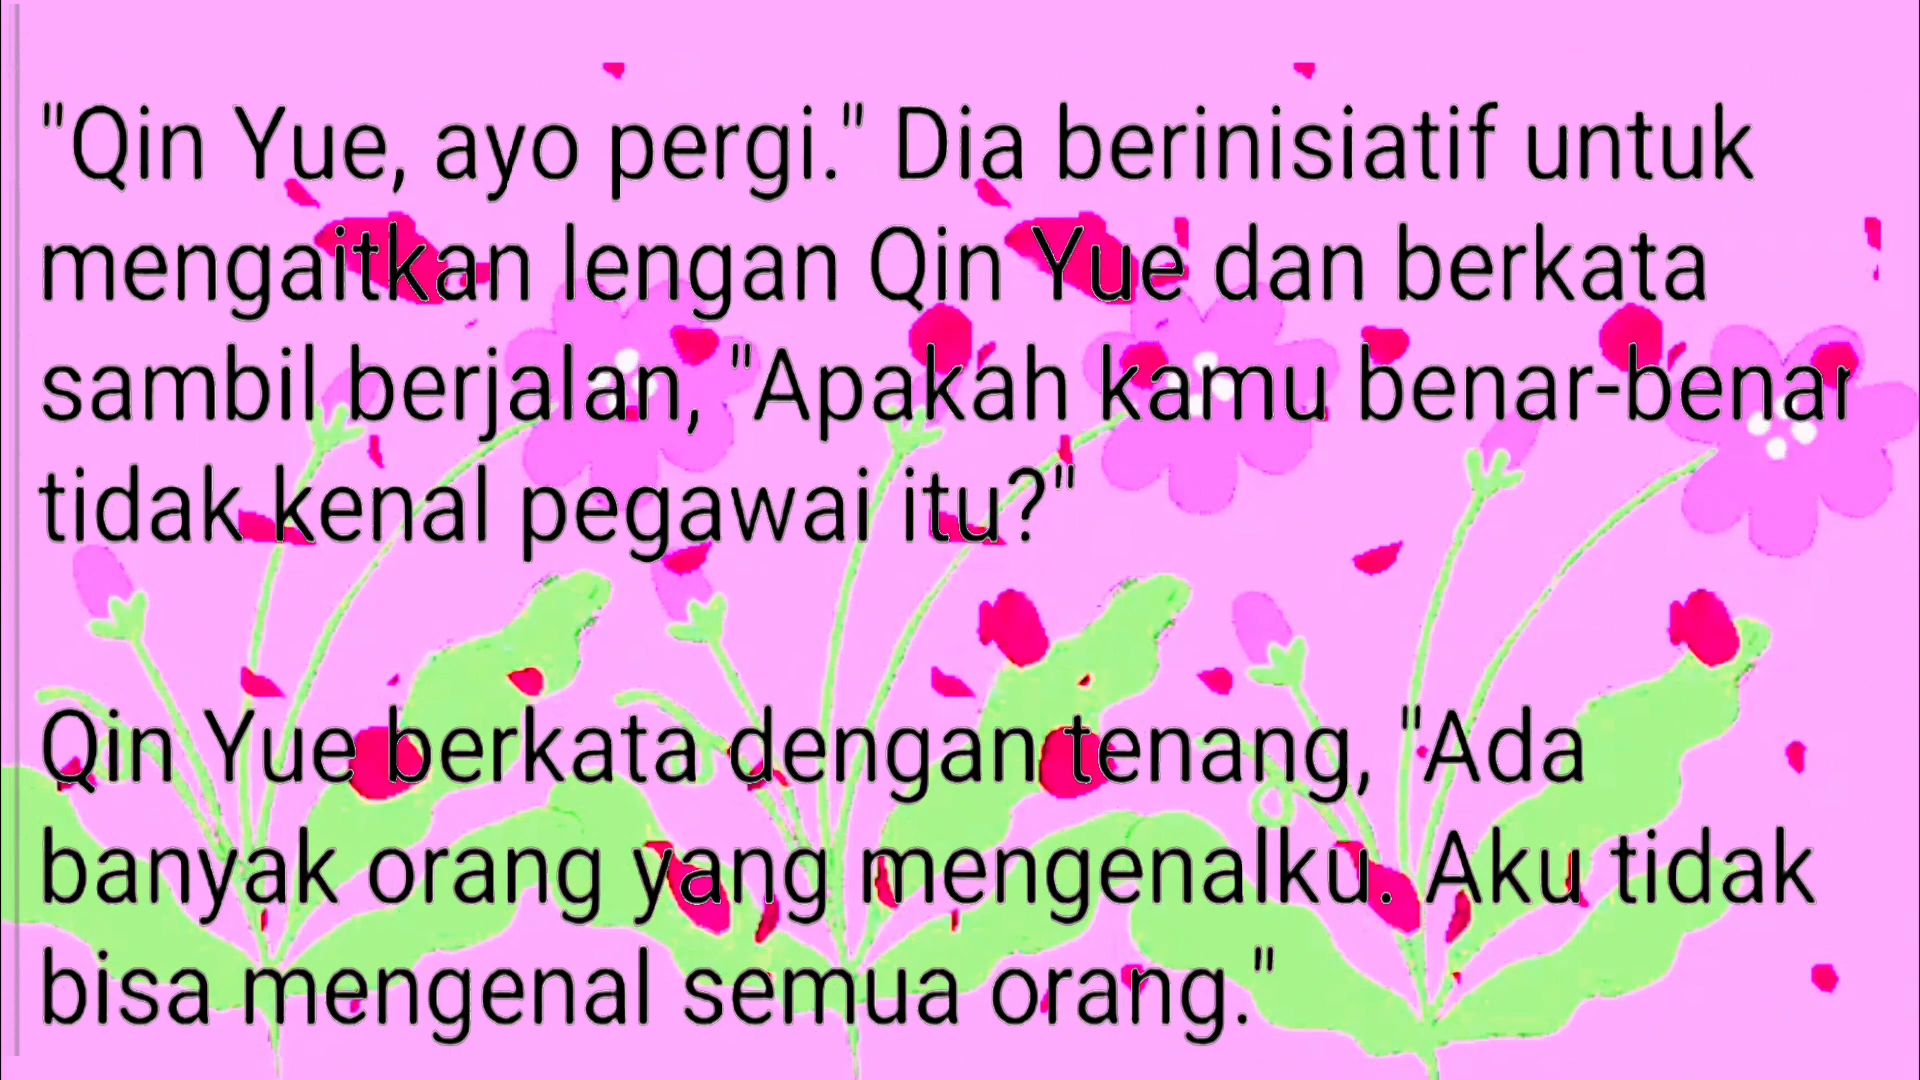 "Qin Yue, ayo pergi." Dia berinisiatif untuk
mengaitkan lengan Qin Yue dan berkata
sambil berjalan, "Apakah kamu benar-benar
tidak kenal pegawai itu?"
Qin Yue berkata dengan tenang, "Ada
banyak orang yang mengenalku. Aku tidak
bisa mengenal semua orang."